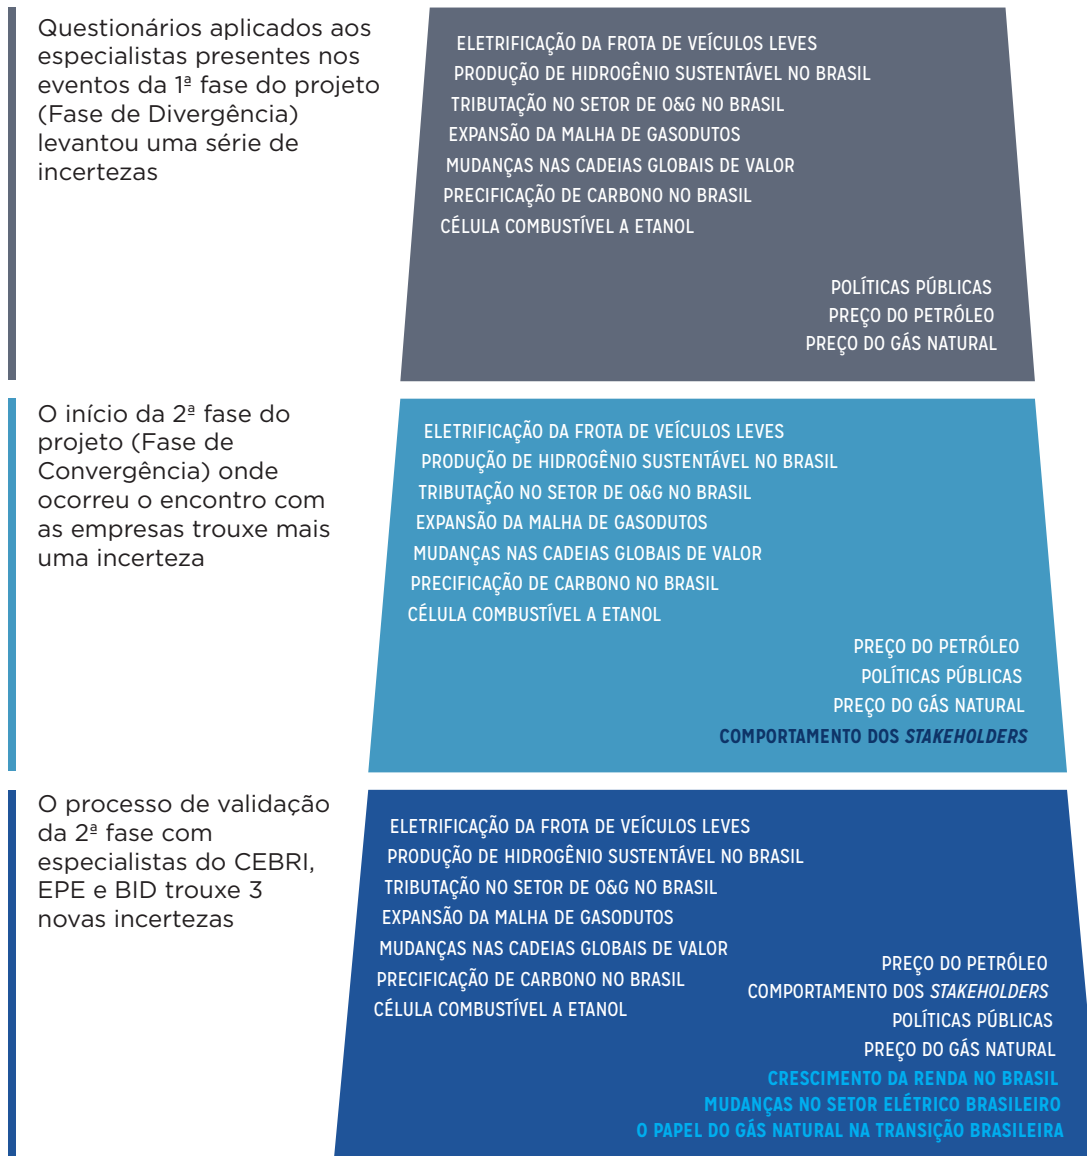 Questionários aplicados aos
especialistas presentes nos
eventos da 1ª fase do projeto
(Fase de Divergência)
levantou uma série de
incertezas
ELETRIFICAÇÃO DA FROTA DE VEÍCULOS LEVES
PRODUÇÃO DE HIDROGÊNIO SUSTENTÁVEL NO BRASIL
TRIBUTAÇÃO NO SETOR DE O&G NO BRASIL
EXPANSÃO DA MALHA DE GASODUTOS
MUDANÇAS NAS CADEIAS GLOBAIS DE VALOR
PRECIFICAÇÃO DE CARBONO NO BRASIL
CÉLULA COMBUSTÍVEL A ETANOL
POLÍTICAS PÚBLICAS
PREÇO DO PETRÓLEO
PREÇO DO GÁS NATURAL
O início da 2ª fase do
projeto (Fase de
Convergência) onde
ocorreu o encontro com
as empresas trouxe mais
uma incerteza
ELETRIFICAÇÃO DA FROTA DE VEÍCULOS LEVES
PRODUÇÃO DE HIDROGÊNIO SUSTENTÁVEL NO BRASIL
TRIBUTAÇÃO NO SETOR DE O&G NO BRASIL
EXPANSÃO DA MALHA DE GASODUTOS
MUDANÇAS NAS CADEIAS GLOBAIS DE VALOR
PRECIFICAÇÃO DE CARBONO NO BRASIL
CÉLULA COMBUSTÍVEL A ETANOL
PREÇO DO PETRÓLEO
POLÍTICAS PÚBLICAS
PREÇO DO GÁS NATURAL
COMPORTAMENTO DOS STAKEHOLDERS
O processo de validação
da 2ª fase com
especialistas do CEBRI,
EPE e BID trouxe 3
novas incertezas
ELETRIFICAÇÃO DA FROTA DE VEÍCULOS LEVES
PRODUÇÃO DE HIDROGÊNIO SUSTENTÁVEL NO BRASIL
TRIBUTAÇÃO NO SETOR DE O&G NO BRASIL
EXPANSÃO DA MALHA DE GASODUTOS
MUDANÇAS NAS CADEIAS GLOBAIS DE VALOR
PRECIFICAÇÃO DE CARBONO NO BRASIL
CÉLULA COMBUSTÍVEL A ETANOL
PREÇO DO PETRÓLEO
COMPORTAMENTO DOS STAKEHOLDERS
POLÍTICAS PÚBLICAS
PREÇO DO GÁS NATURAL
CRESCIMENTO DA RENDA NO BRASIL
MUDANÇAS NO SETOR ELÉTRICO BRASILEIRO
O PAPEL DO GÁS NATURAL NA TRANSIÇÃO BRASILEIRA